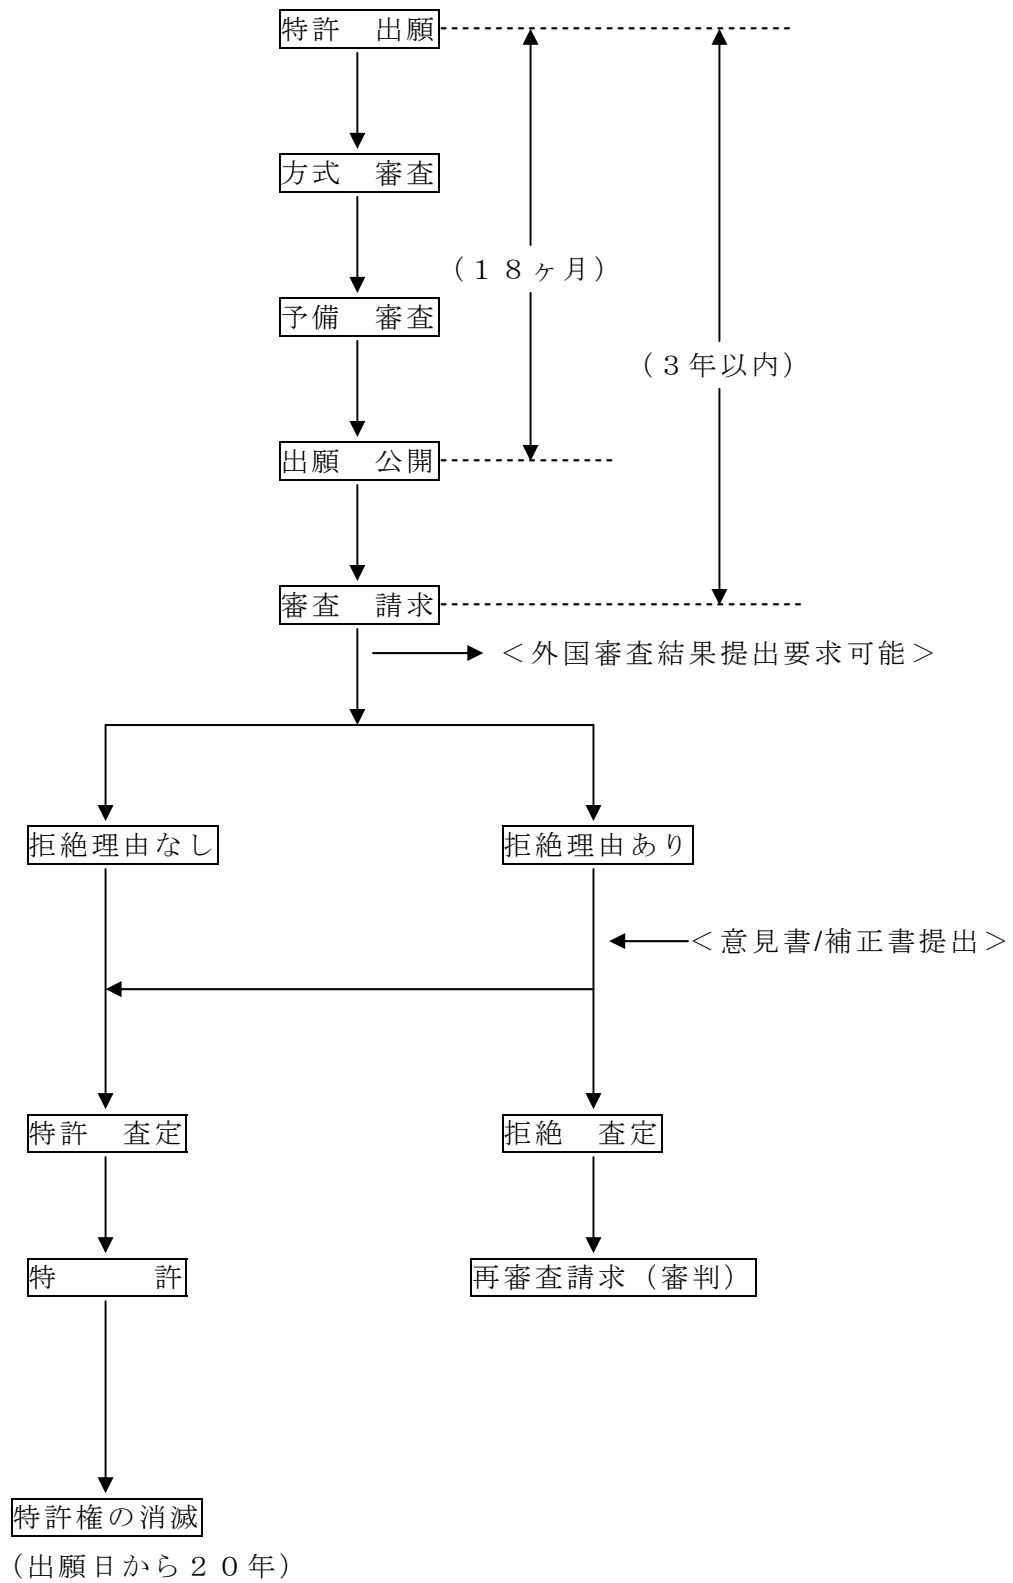 特許　出願
方式　審査
（１８ヶ月）
予備　審査
（３年以内）
出願　公開
審査　請求
＜外国審査結果提出要求可能＞
拒絶理由なし
拒絶理由あり
＜意見書/補正書提出＞
特許　査定
拒絶　査定
特　　　許
再審査請求（審判）
特許権の消滅
（出願日から２０年）